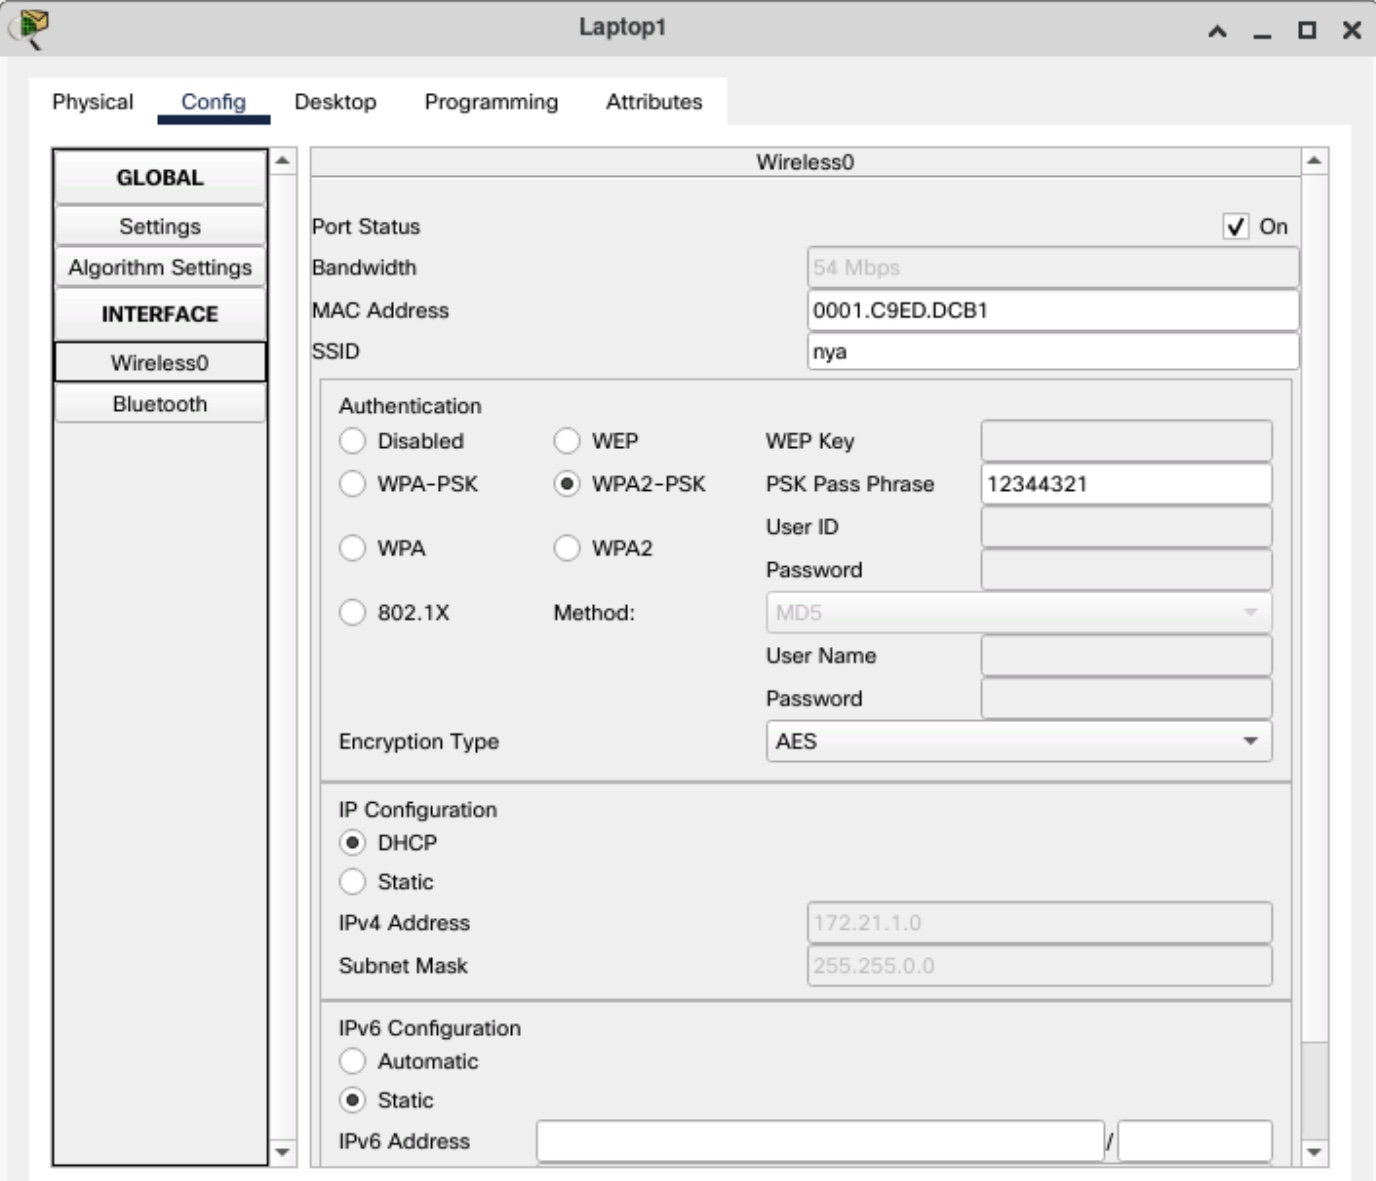 Laptop1
Physical Config Desktop Programming Attributes
GLOBAL
Settings
Algorithm Settings
INTERFACE
Wireless0
Bluetooth
Wireless0
Port Status On
Bandwidth 54 Mbps
MAC Address 0001.C9ED.DCB1
SSID nya
Authentication
Disabled WEP WEP Key
WPA-PSK WPA2-PSK PSK Pass Phrase 12344321
User ID
WPA WPA2
Password
802.1X Method: MD5
User Name
Password
Encryption Type AES
IP Configuration
DHCP
Static
IPv4 Address 172.21.1.0
Subnet Mask 255.255.0.0
IPv6 Configuration
Automatic
Static
IPv6 Address /